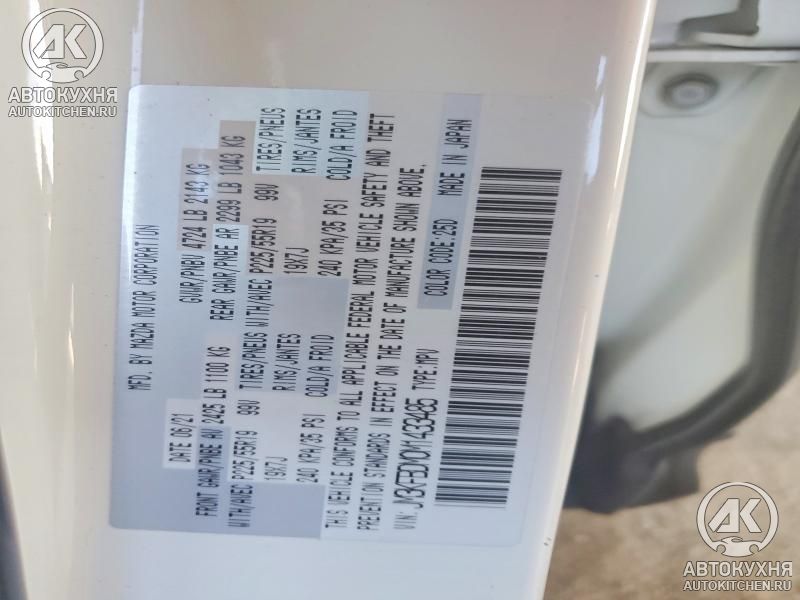 AK
АВТОКУХНЯ
AUTOKITCHEN.RU
MFD. BY MAZDA MOTOR CORPORATION
DATE 06/21 GVWR/PNBV 4724 LB 2143 KG
FRONT GAWR/PNBE AV 2425 LB 1100 KG REAR GAWR/PNBE AR 2299 LB 1043 KG
WITH/AVEC P225/55R19 99V TIRES/PNEUS WITH/AVEC P225/55R19 99V TIRES/PNEUS
19X7J RIMS/JANTES 19X7J RIMS/JANTES
240 KPA/35 PSI COLD/A FROID 240 KPA/35 PSI COLD/A FROID
THIS VEHICLE CONFORMS TO ALL APPLICABLE FEDERAL MOTOR VEHICLE SAFETY AND THEFT
PREVENTION STANDARDS IN EFFECT ON THE DATE OF MANUFACTURE SHOWN ABOVE.
VIN: TYPE:MPV COLOR CODE:25D MADE IN JAPAN
AK
АВТОКУХНЯ
AUTOKITCHEN.RU